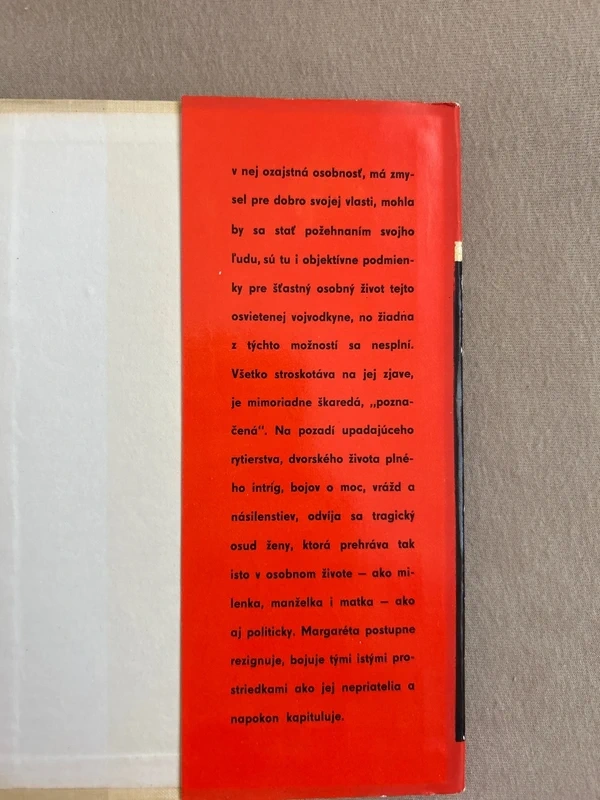 v nej ozajstná osobnosť, má zmy-
sel pre dobro svojej vlasti, mohla
by sa stať požehnaním svojho
ľudu, sú tu i objektívne podmien-
ky pre šťastný osobný život tejto
osvietenej vojvodkyne, no žiadna
z týchto možností sa nesplní.
Všetko stroskotáva na jej zjave,
je mimoriadne škaredá, „pozna-
čená“. Na pozadí upadajúceho
rytierstva, dvorského života plné-
ho intríg, bojov o moc, vrážd a
násilenstiev, odvíja sa tragický
osud ženy, ktorá prehráva tak
isto v osobnom živote — ako mi-
lenka, manželka i matka — ako
aj politicky. Margaréta postupne
rezignuje, bojuje tými istými pro-
striedkami ako jej nepriatelia a
napokon kapituluje.